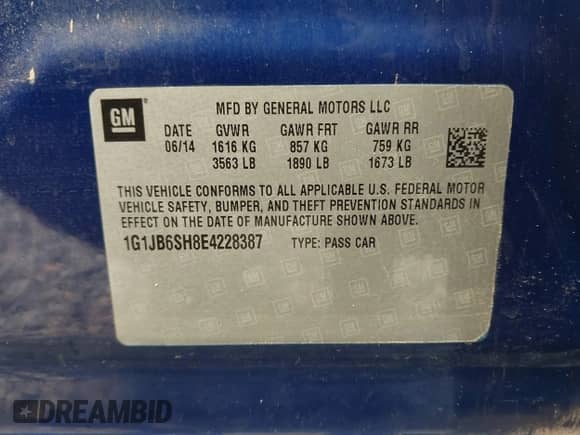 GM
MFD BY GENERAL MOTORS LLC
DATE GVWR GAWR FRT GAWR RR
06/14 1616 KG 857 KG 759 KG
3563 LB 1890 LB 1673 LB
THIS VEHICLE CONFORMS TO ALL APPLICABLE U.S. FEDERAL MOTOR
VEHICLE SAFETY, BUMPER, AND THEFT PREVENTION STANDARDS IN
EFFECT ON THE DATE OF MANUFACTURE SHOWN ABOVE.
1G1JB6SH8E4228387 TYPE: PASS CAR
DREAMBID